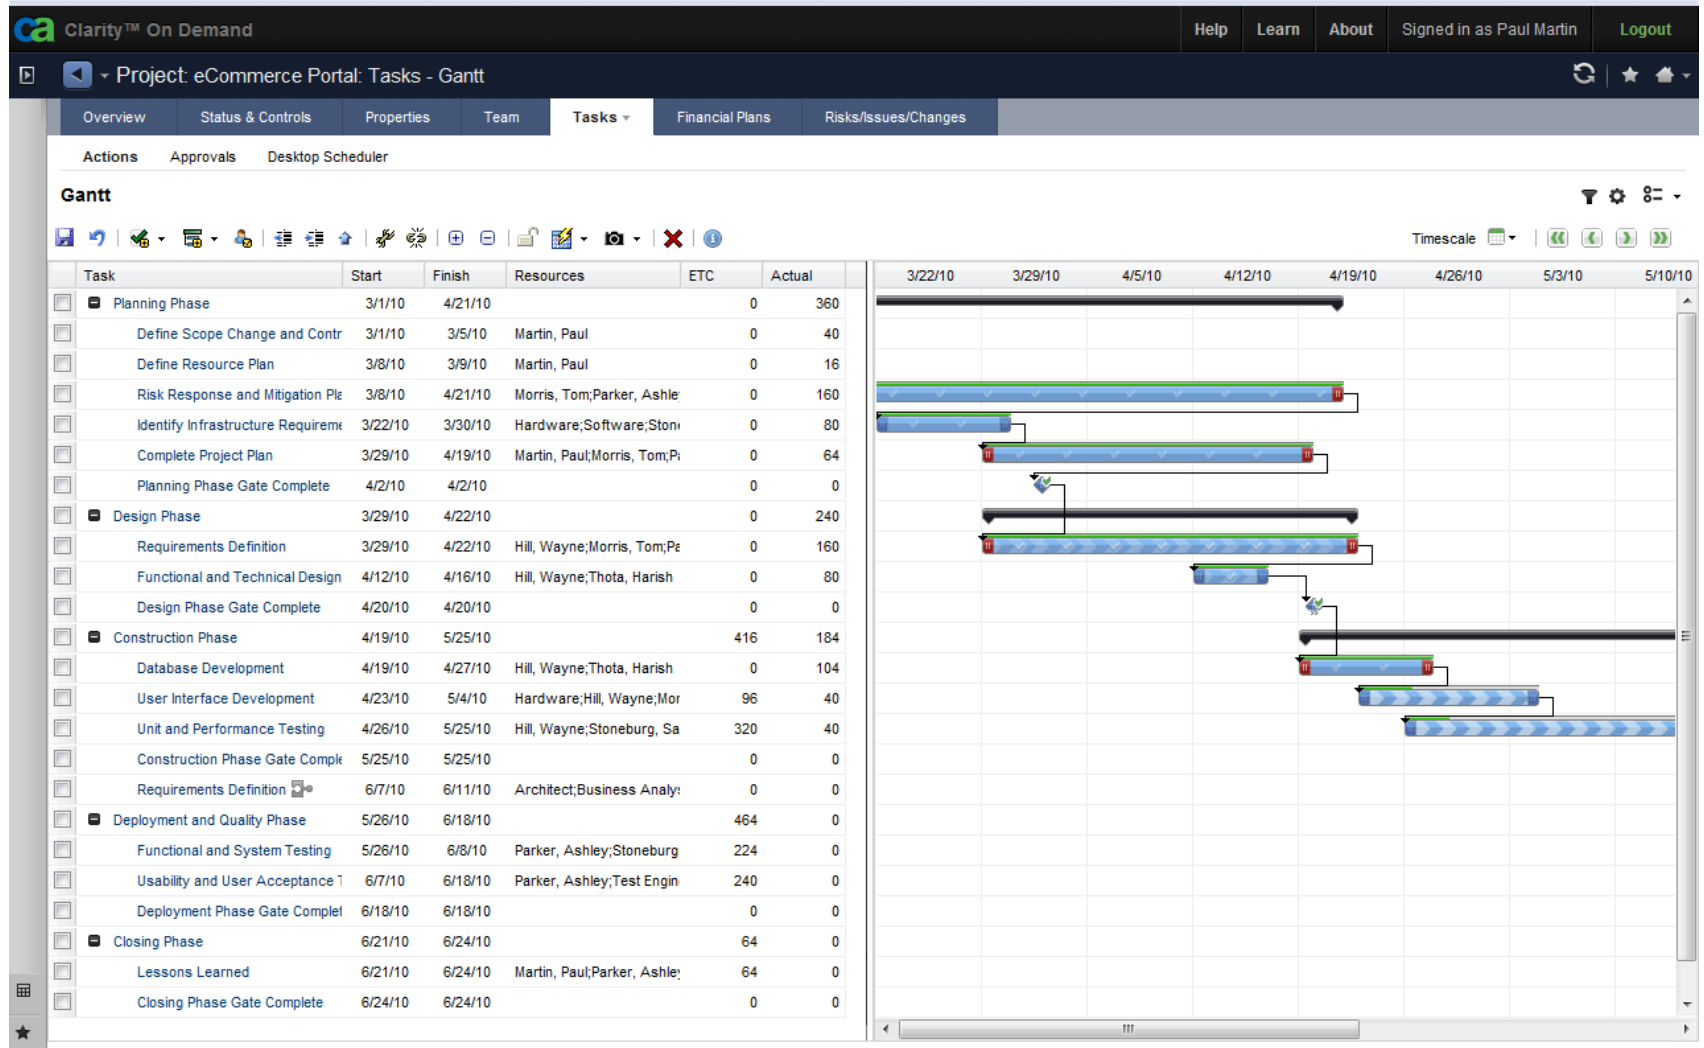 ca Clarity™ On Demand Help Learn About Signed in as Paul Martin Logout
Project: eCommerce Portal: Tasks - Gantt
Overview Status & Controls Properties Team Tasks Financial Plans Risks/Issues/Changes
Actions Approvals Desktop Scheduler
Gantt
Timescale
Task Start Finish Resources ETC Actual 3/22/10 3/29/10 4/5/10 4/12/10 4/19/10 4/26/10 5/3/10 5/10/10
Planning Phase 3/1/10 4/21/10 0 360
Define Scope Change and Contr 3/1/10 3/5/10 Martin, Paul 0 40
Define Resource Plan 3/8/10 3/9/10 Martin, Paul 0 16
Risk Response and Mitigation Pla 3/8/10 4/21/10 Morris, Tom;Parker, Ashley 0 160
Identify Infrastructure Requireme 3/22/10 3/30/10 Hardware;Software;Stone 0 80
Complete Project Plan 3/29/10 4/19/10 Martin, Paul;Morris, Tom;Pa 0 64
Planning Phase Gate Complete 4/2/10 4/2/10 0 0
Design Phase 3/29/10 4/22/10 0 240
Requirements Definition 3/29/10 4/22/10 Hill, Wayne;Morris, Tom;Pa 0 160
Functional and Technical Design 4/12/10 4/16/10 Hill, Wayne;Thota, Harish 0 80
Design Phase Gate Complete 4/20/10 4/20/10 0 0
Construction Phase 4/19/10 5/25/10 416 184
Database Development 4/19/10 4/27/10 Hill, Wayne;Thota, Harish 0 104
User Interface Development 4/23/10 5/4/10 Hardware;Hill, Wayne;Mor 96 40
Unit and Performance Testing 4/26/10 5/25/10 Hill, Wayne;Stoneburg, Sa 320 40
Construction Phase Gate Comple 5/25/10 5/25/10 0 0
Requirements Definition 6/7/10 6/11/10 Architect;Business Analys 0 0
Deployment and Quality Phase 5/26/10 6/18/10 464 0
Functional and System Testing 5/26/10 6/8/10 Parker, Ashley;Stoneburg 224 0
Usability and User Acceptance T 6/7/10 6/18/10 Parker, Ashley;Test Engin 240 0
Deployment Phase Gate Complet 6/18/10 6/18/10 0 0
Closing Phase 6/21/10 6/24/10 64 0
Lessons Learned 6/21/10 6/24/10 Martin, Paul;Parker, Ashley 64 0
Closing Phase Gate Complete 6/24/10 6/24/10 0 0